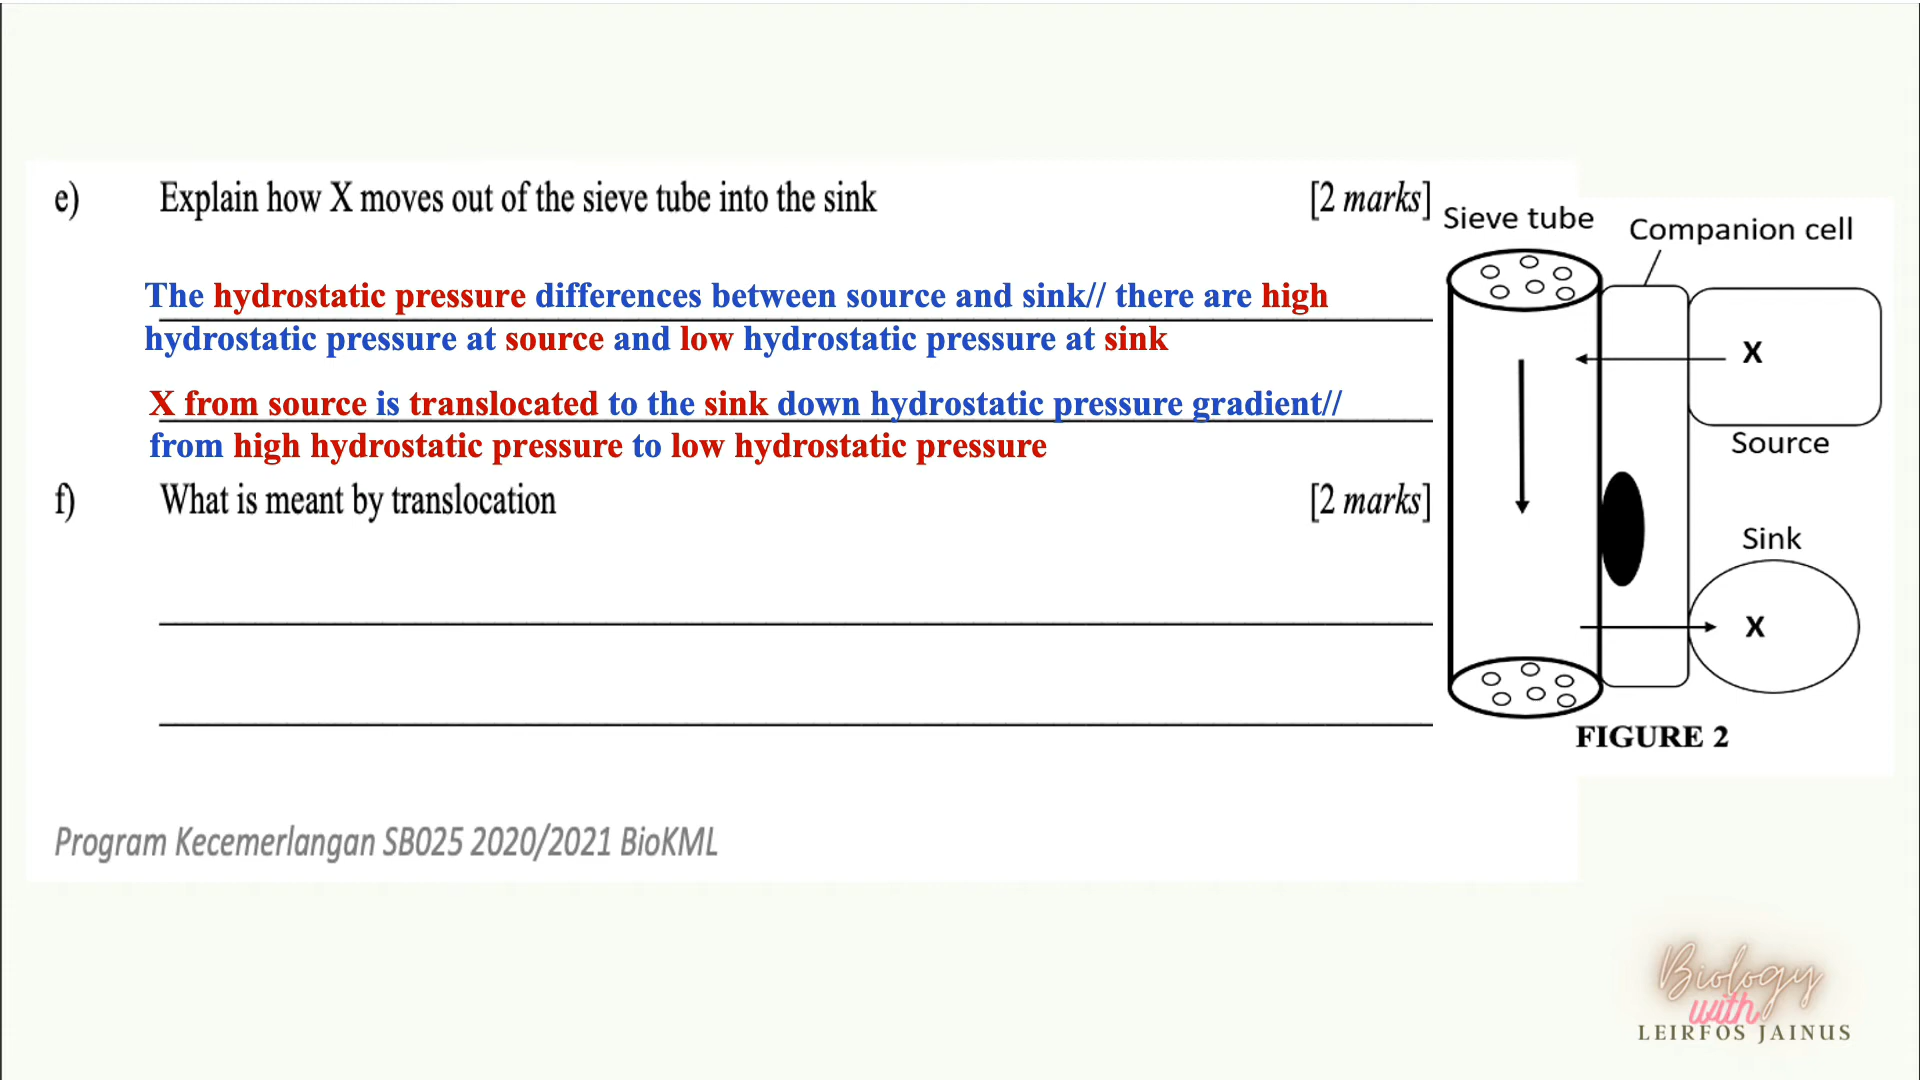 e) Explain how X moves out of the sieve tube into the sink [2 marks]
The hydrostatic pressure differences between source and sink// there are high
hydrostatic pressure at source and low hydrostatic pressure at sink
X from source is translocated to the sink down hydrostatic pressure gradient//
from high hydrostatic pressure to low hydrostatic pressure
f) What is meant by translocation [2 marks]
Program Kecemerlangan SB025 2020/2021 BioKML
Sieve tube
Companion cell
X
Source
Sink
X
FIGURE 2
Biology
with
LEIRFOS JAINUS